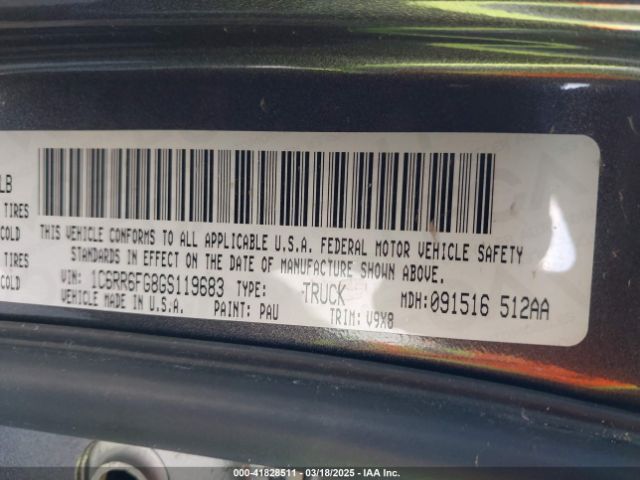 LB
TIRES
COLD
TIRES
COLD
THIS VEHICLE CONFORMS TO ALL APPLICABLE U.S.A. FEDERAL MOTOR VEHICLE SAFETY
STANDARDS IN EFFECT ON THE DATE OF MANUFACTURE SHOWN ABOVE.
VIN: 1C6RR6FG8GS119683 TYPE: TRUCK MDH:091516 512AA
VEHICLE MADE IN U.S.A. PAINT: PAU TRIM: V9X8
000-41828511 - 03/18/2025 - IAA Inc.